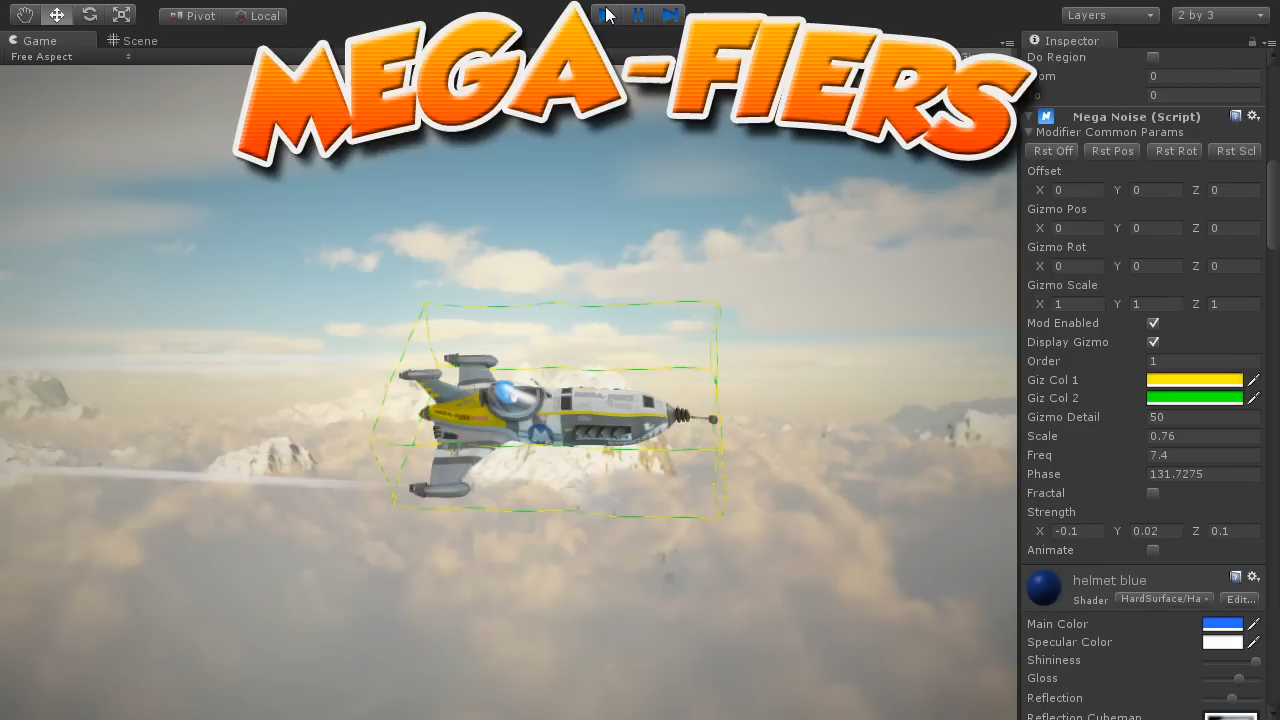 Pivot
Local
Layers
2 by 3
Game
Scene
Free Aspect
MEGA-FIERS
Inspector
Do Region
0
0
Mega Noise (Script)
Modifier Common Params
Rst Off Rst Pos Rst Rot Rst Scl
Offset
X 0 Y 0 Z 0
Gizmo Pos
X 0 Y 0 Z 0
Gizmo Rot
X 0 Y 0 Z 0
Gizmo Scale
X 1 Y 1 Z 1
Mod Enabled
Display Gizmo
Order 1
Giz Col 1
Giz Col 2
Gizmo Detail 50
Scale 0.76
Freq 7.4
Phase 131.7275
Fractal
Strength
X -0.1 Y 0.02 Z 0.1
Animate
helmet blue
Shader HardSurface/Ha Edit...
Main Color
Specular Color
Shininess
Gloss
Reflection
Reflection Cubemap